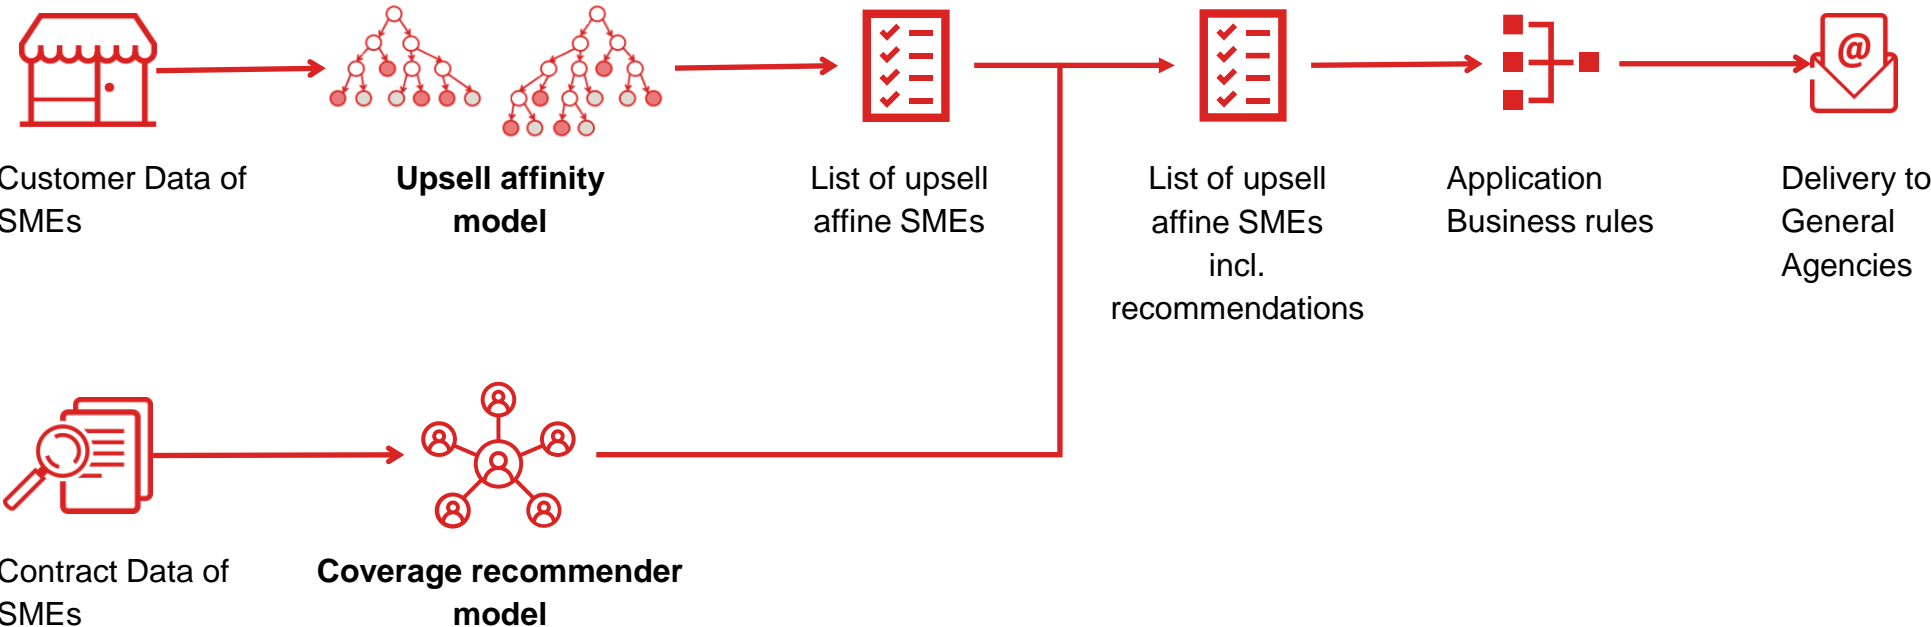 @
Customer Data of
SMEs
Upsell affinity
model
List of upsell
affine SMEs
List of upsell
affine SMEs
incl.
recommendations
Application
Business rules
Delivery to
General
Agencies
Contract Data of
SMEs
Coverage recommender
model